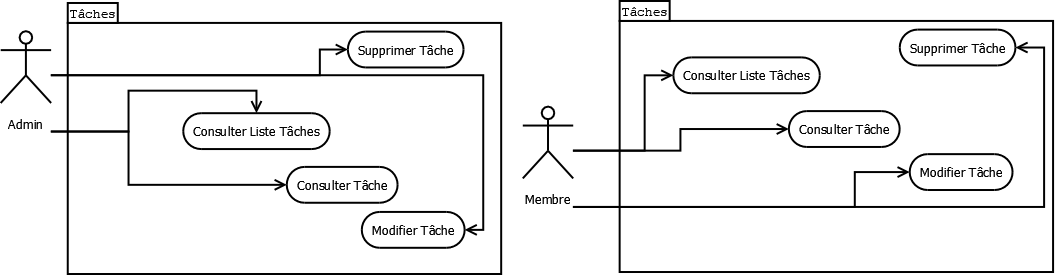 Tâches
Supprimer Tâche
Admin
Consulter Liste Tâches
Consulter Tâche
Modifier Tâche
Tâches
Supprimer Tâche
Consulter Liste Tâches
Consulter Tâche
Modifier Tâche
Membre